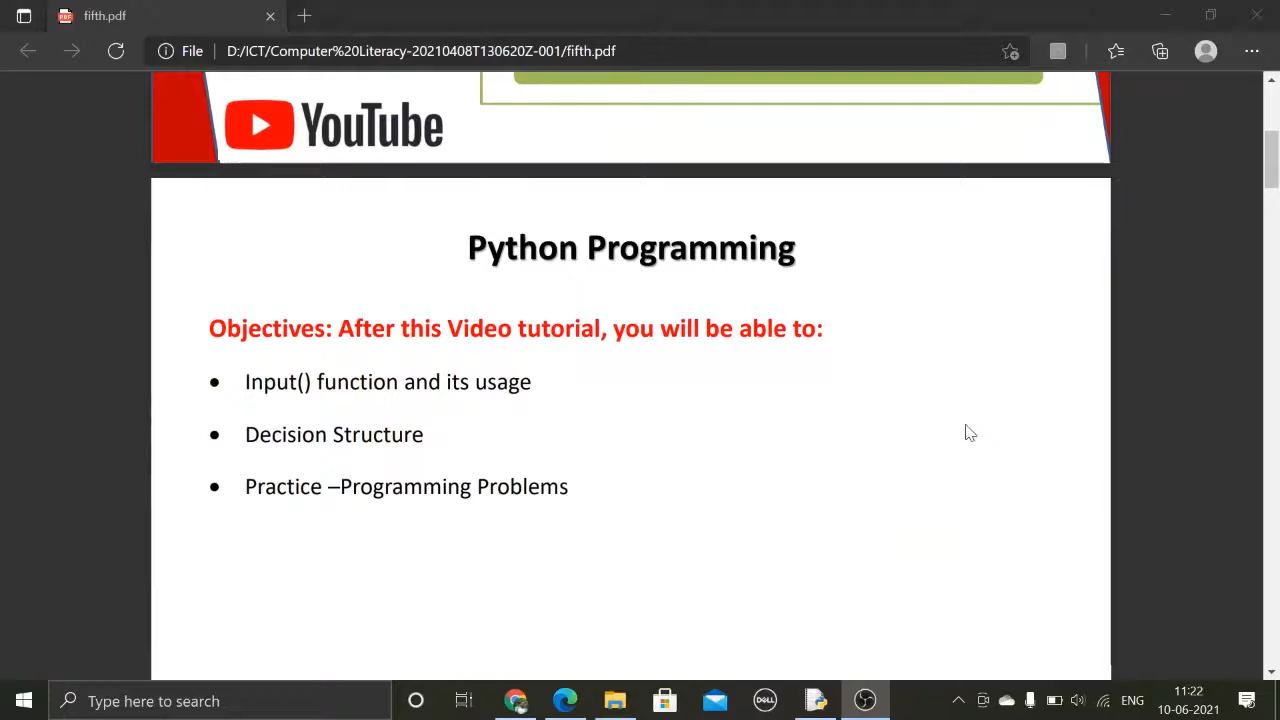 fifth.pdf
File
D:/ICT/Computer%20Literacy-20210408T130620Z-001/fifth.pdf
YouTube
Python Programming
Objectives: After this Video tutorial, you will be able to:
• Input() function and its usage
• Decision Structure
• Practice –Programming Problems
Type here to search
DELL
ENG
11:22
10-06-2021